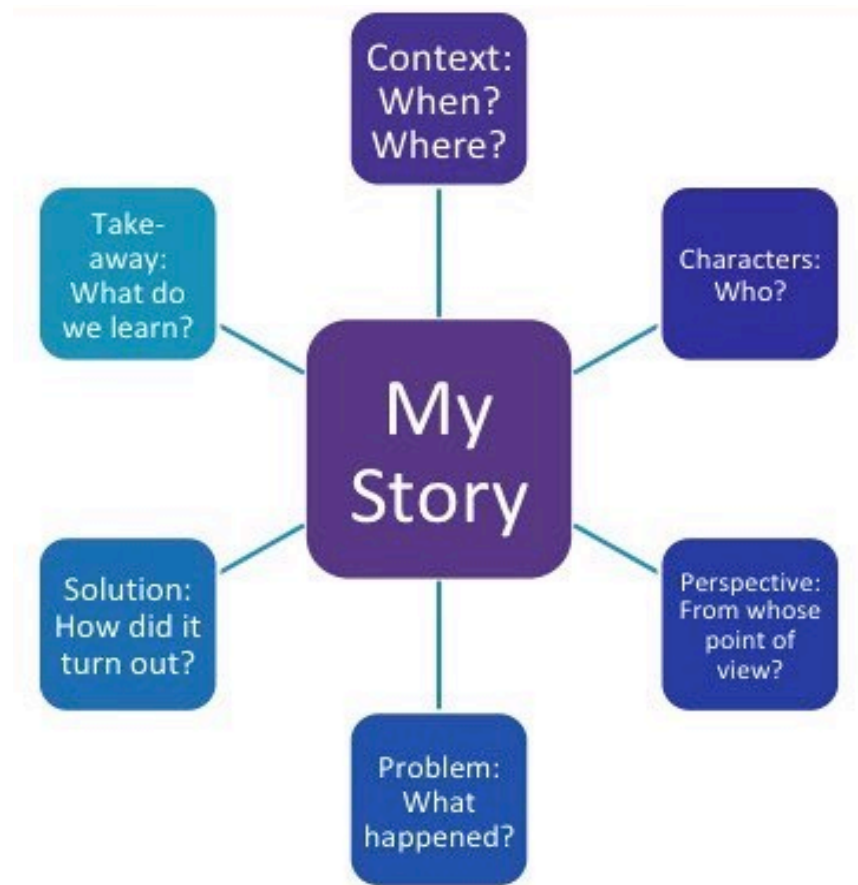 Context:
When?
Where?
Characters:
Who?
Perspective:
From whose
point of
view?
Problem:
What
happened?
Solution:
How did it
turn out?
Take-
away:
What do
we learn?
My
Story